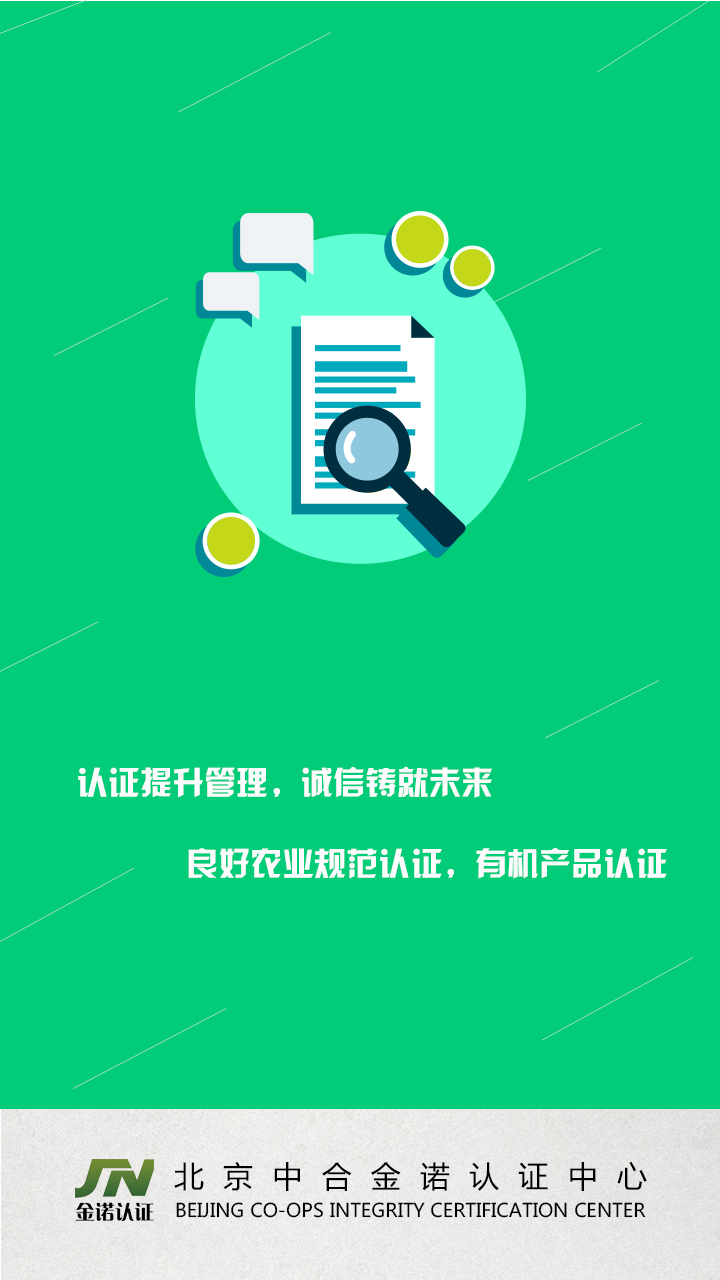 认证提升管理，诚信铸就未来
良好农业规范认证，有机产品认证
JN
金诺认证
北京中合金诺认证中心
BEIJING CO-OPS INTEGRITY CERTIFICATION CENTER